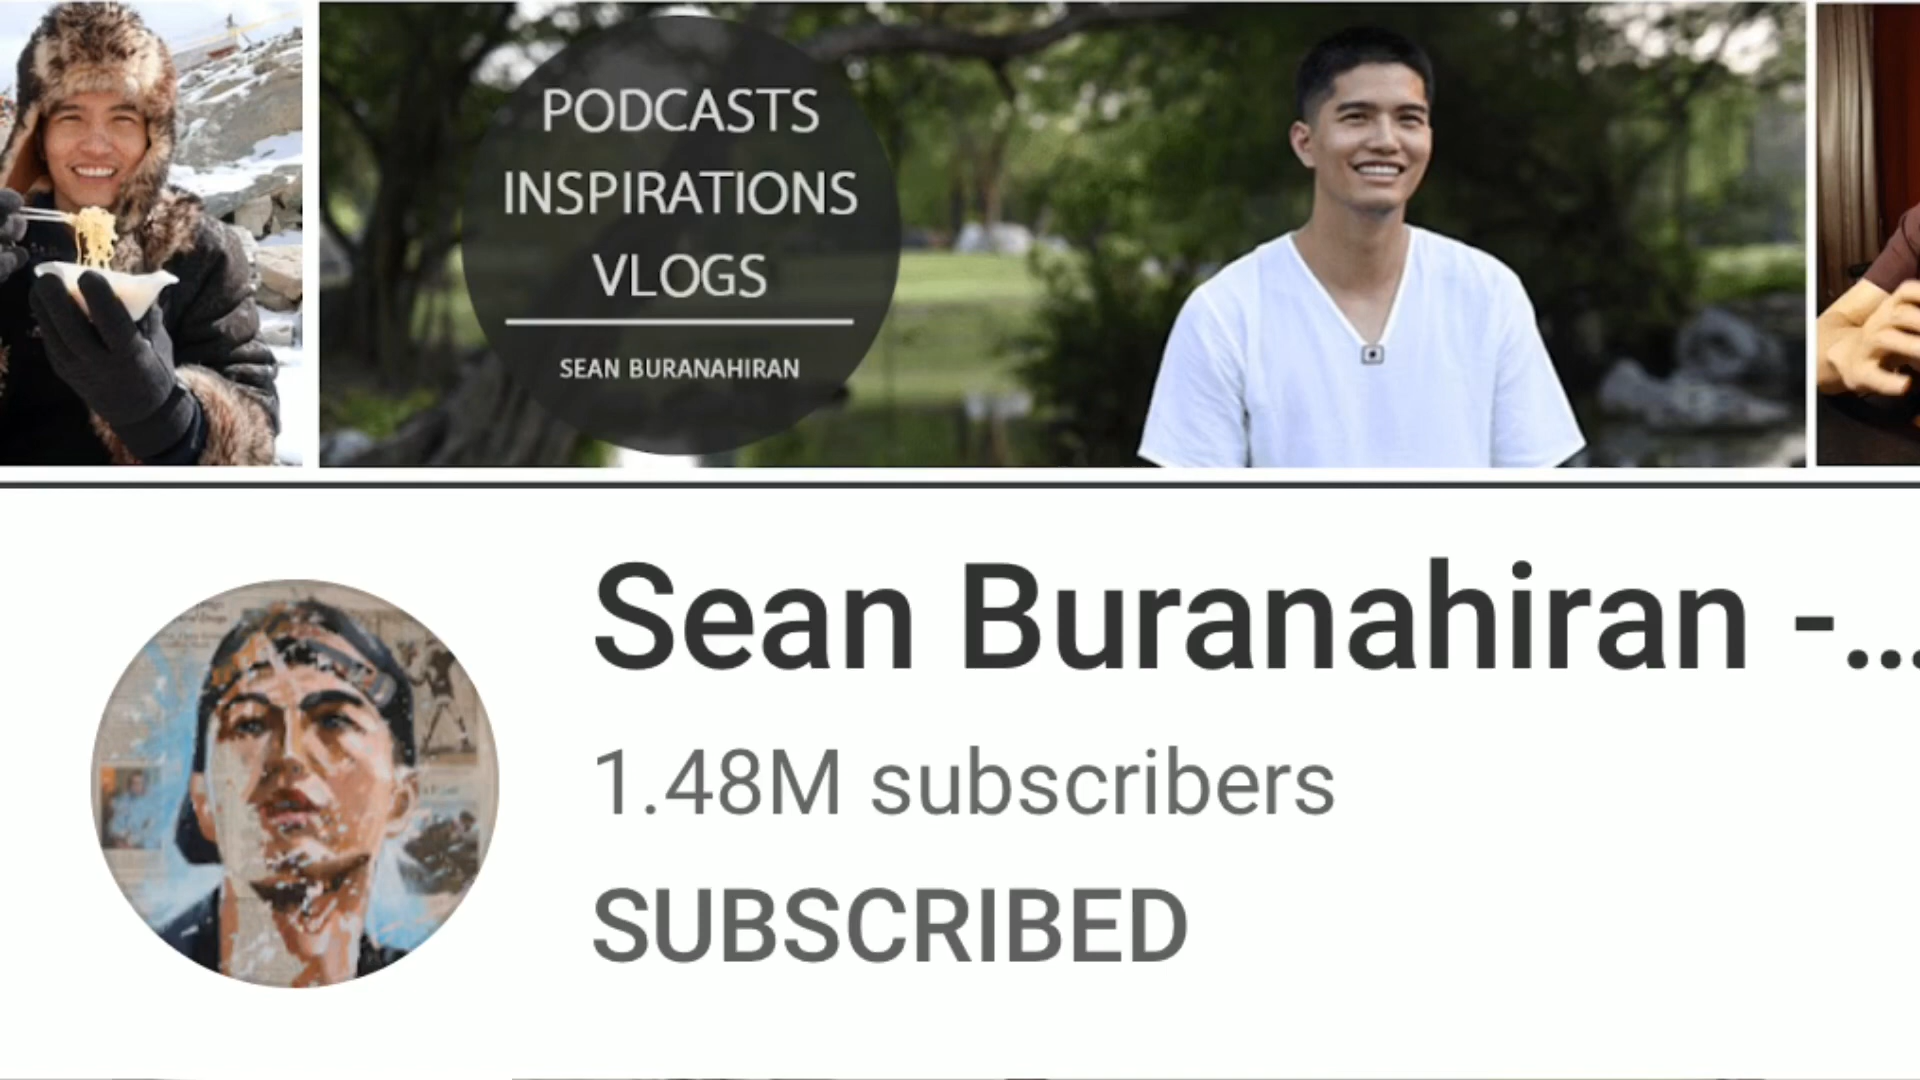 PODCASTS
INSPIRATIONS
VLOGS
SEAN BURANAHIRAN
Sean Buranahiran -...
1.48M subscribers
SUBSCRIBED